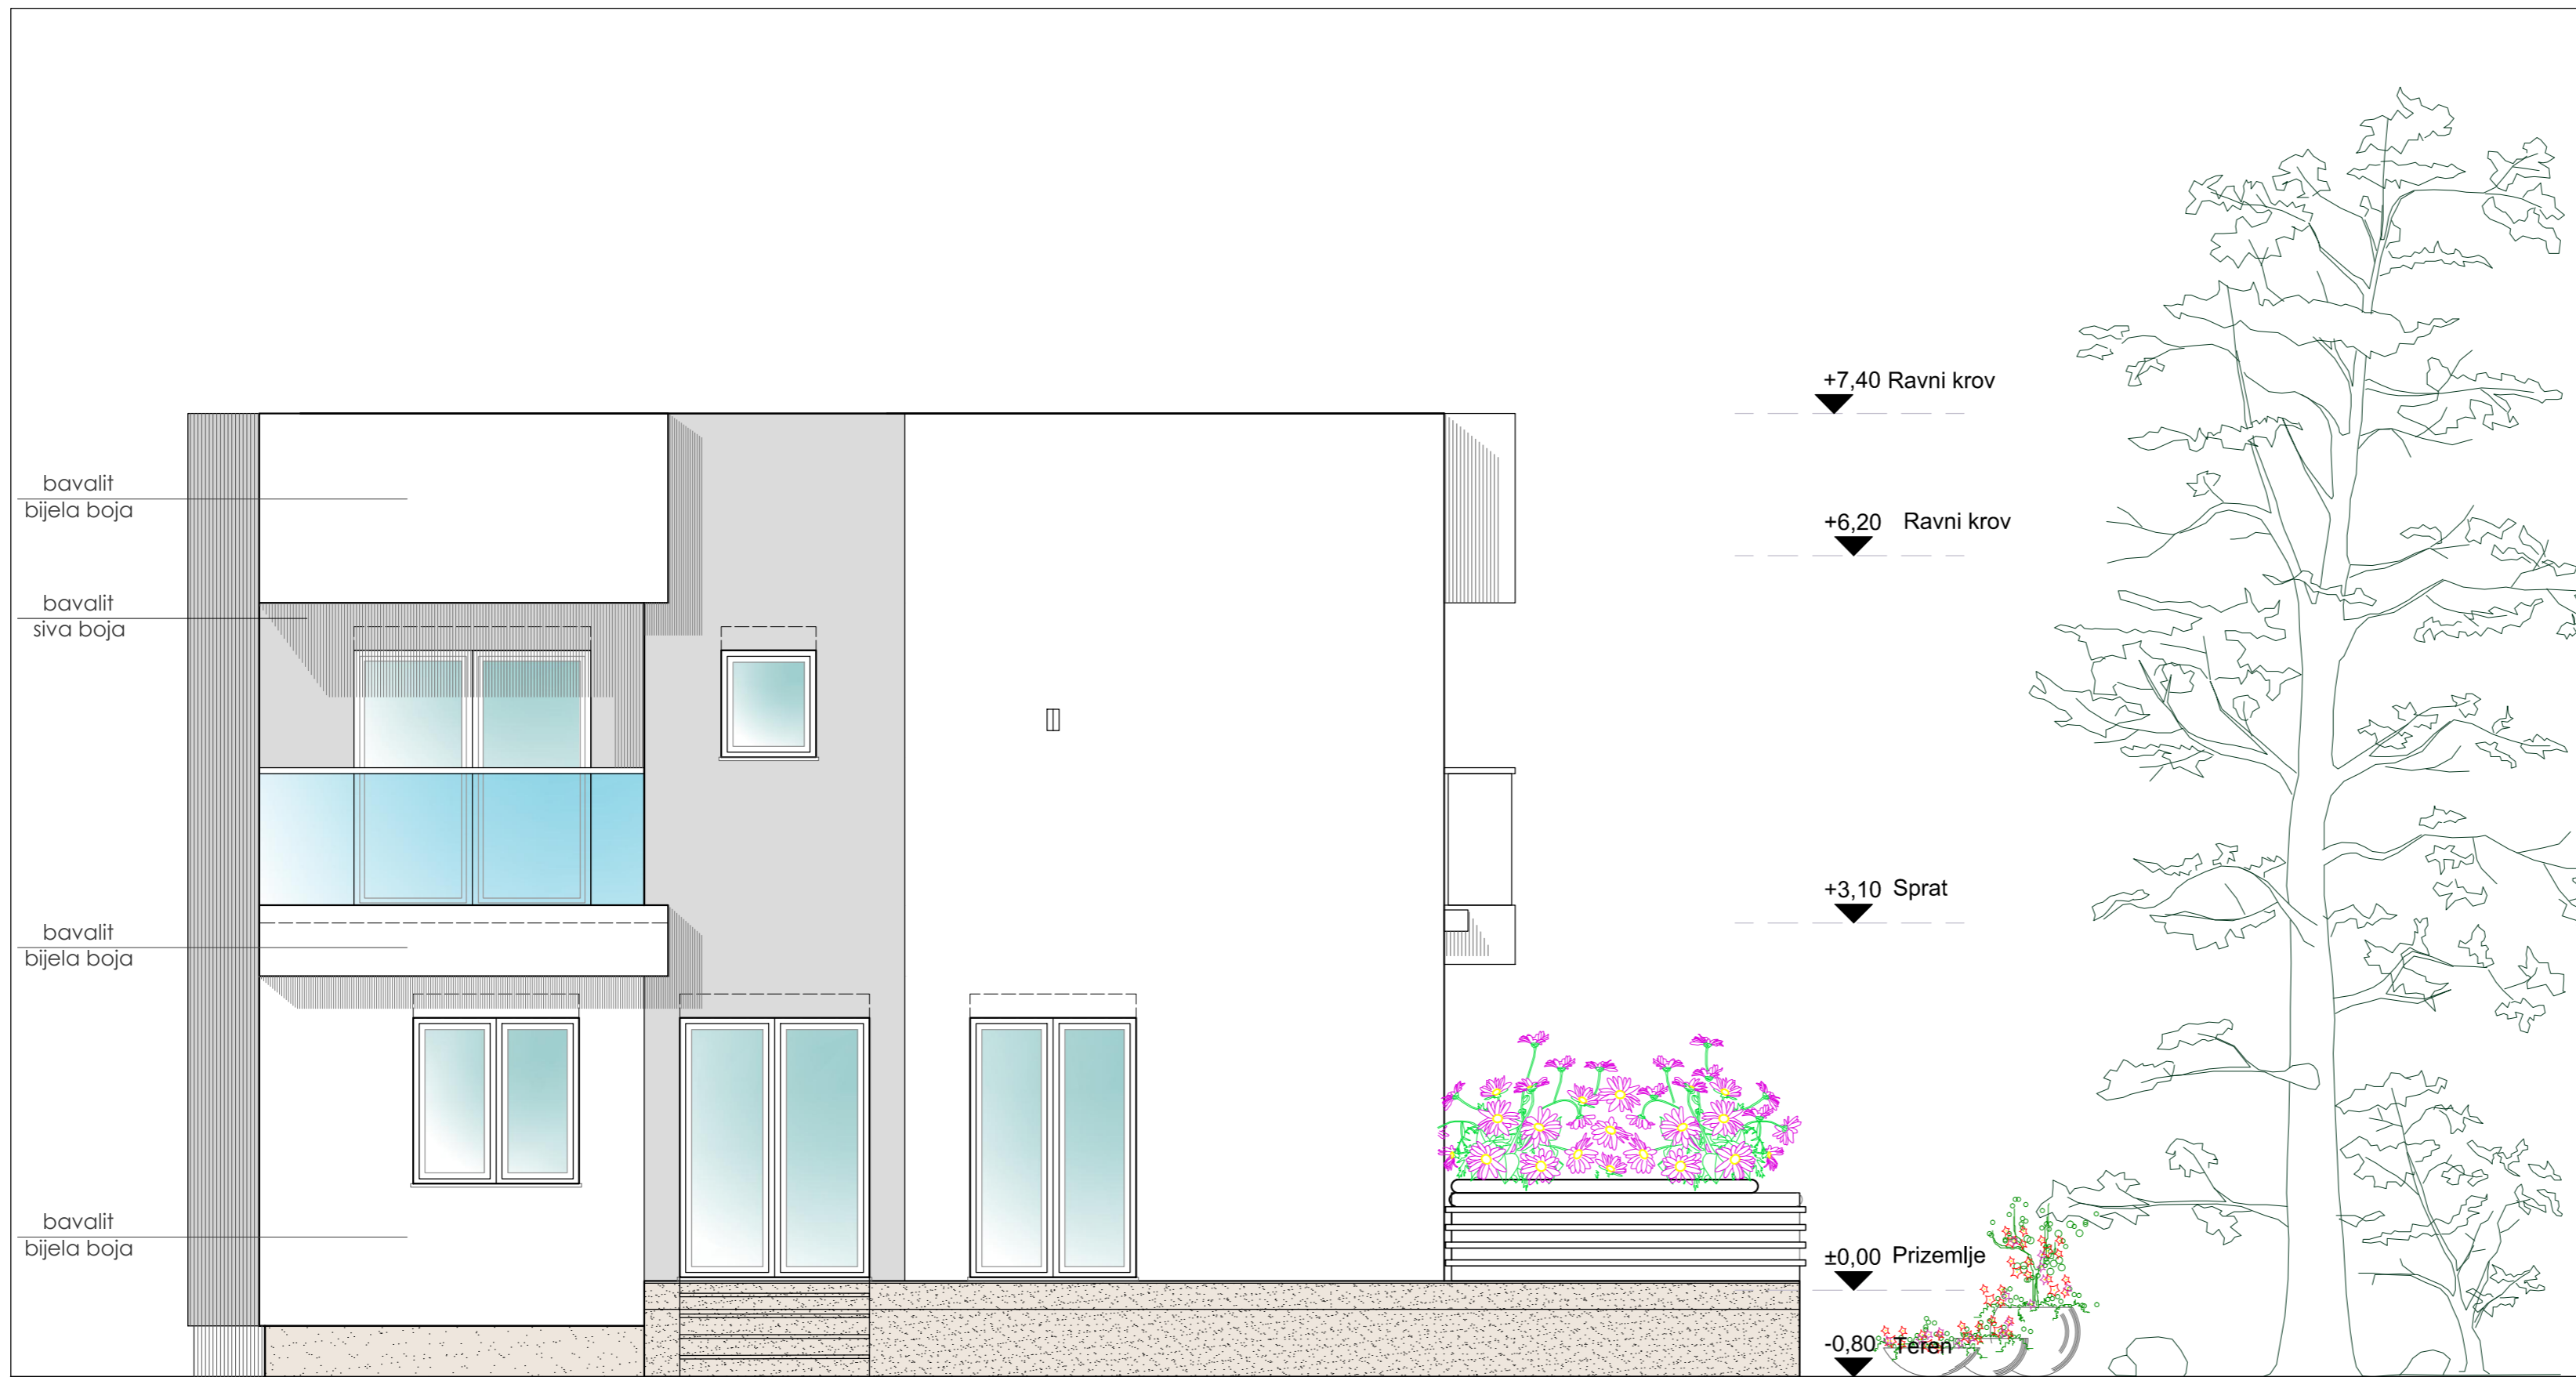 +7,40 Ravni krov
bavalit
bijela boja
+6,20 Ravni krov
bavalit
siva boja
+3,10 Sprat
bavalit
bijela boja
bavalit
bijela boja
±0,00 Prizemlje
-0,80 Teren